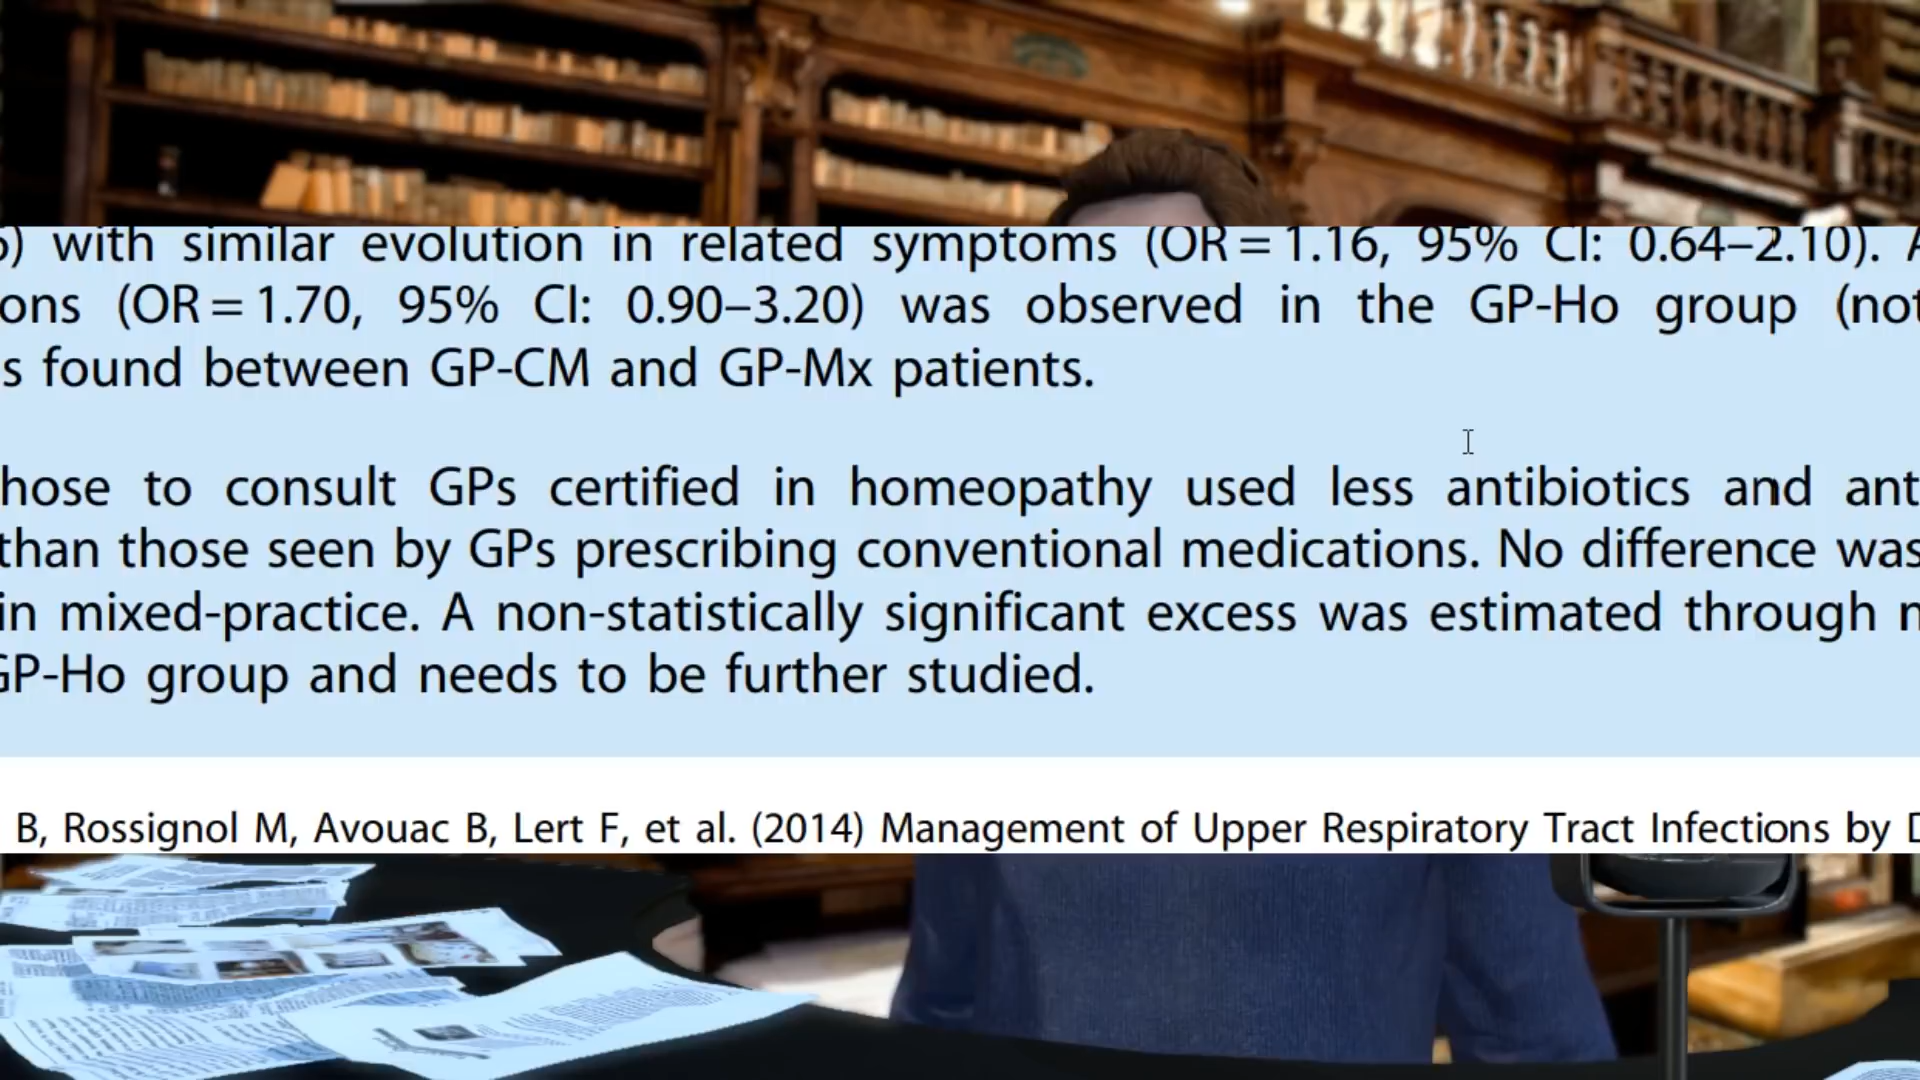 ) with similar evolution in related symptoms (OR = 1.16, 95% CI: 0.64–2.10).
ons (OR = 1.70, 95% CI: 0.90–3.20) was observed in the GP-Ho group (not
s found between GP-CM and GP-Mx patients.
hose to consult GPs certified in homeopathy used less antibiotics and ant
than those seen by GPs prescribing conventional medications. No difference was
in mixed-practice. A non-statistically significant excess was estimated through
GP-Ho group and needs to be further studied.
B, Rossignol M, Avouac B, Lert F, et al. (2014) Management of Upper Respiratory Tract Infections by D